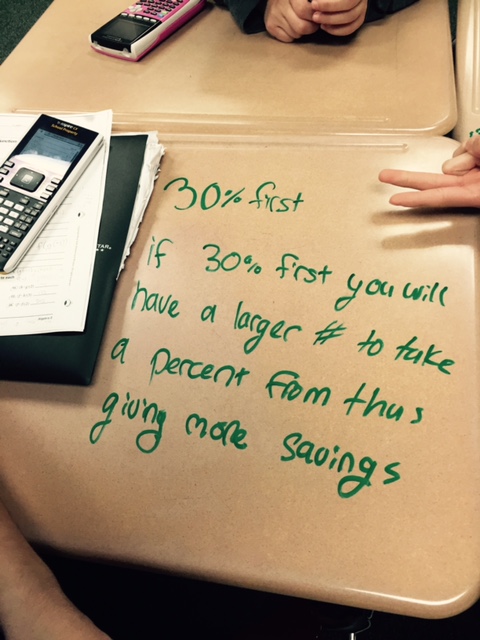 30% first
if 30% first you will
have a larger # to take
a percent from thus
giving more savings